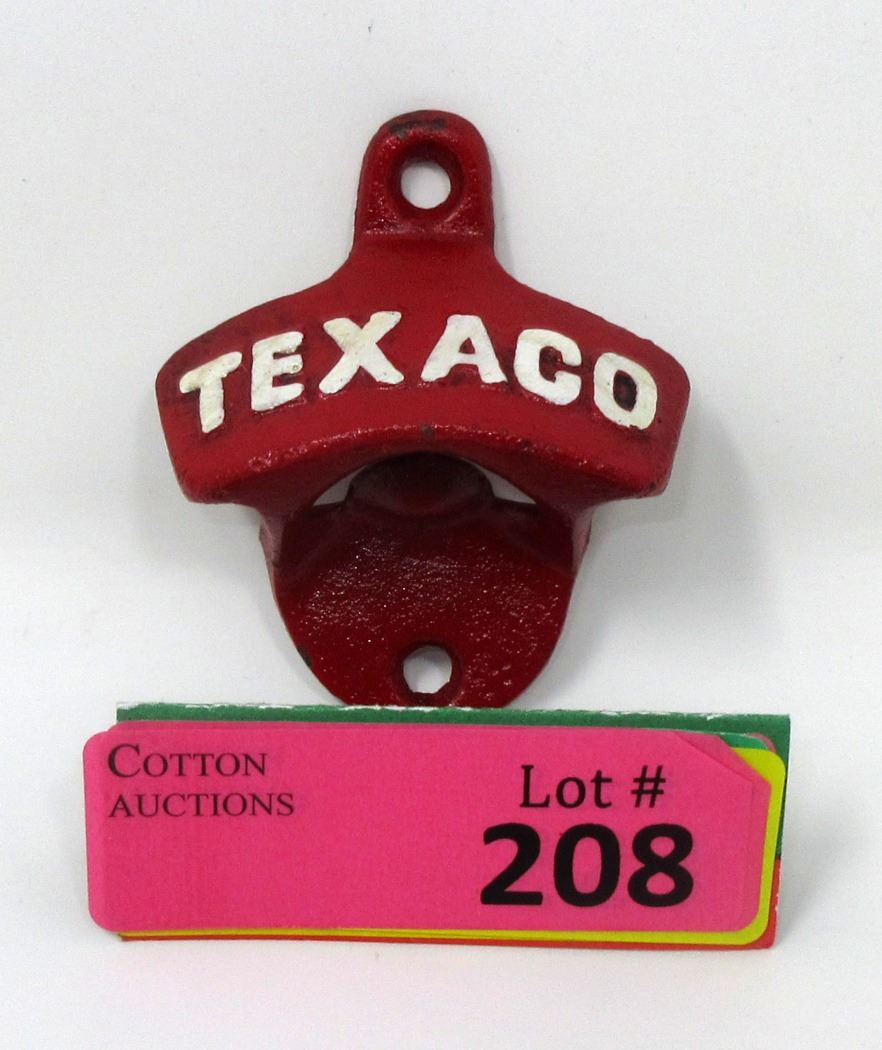 TEXACO
COTTON
AUCTIONS
Lot #
208